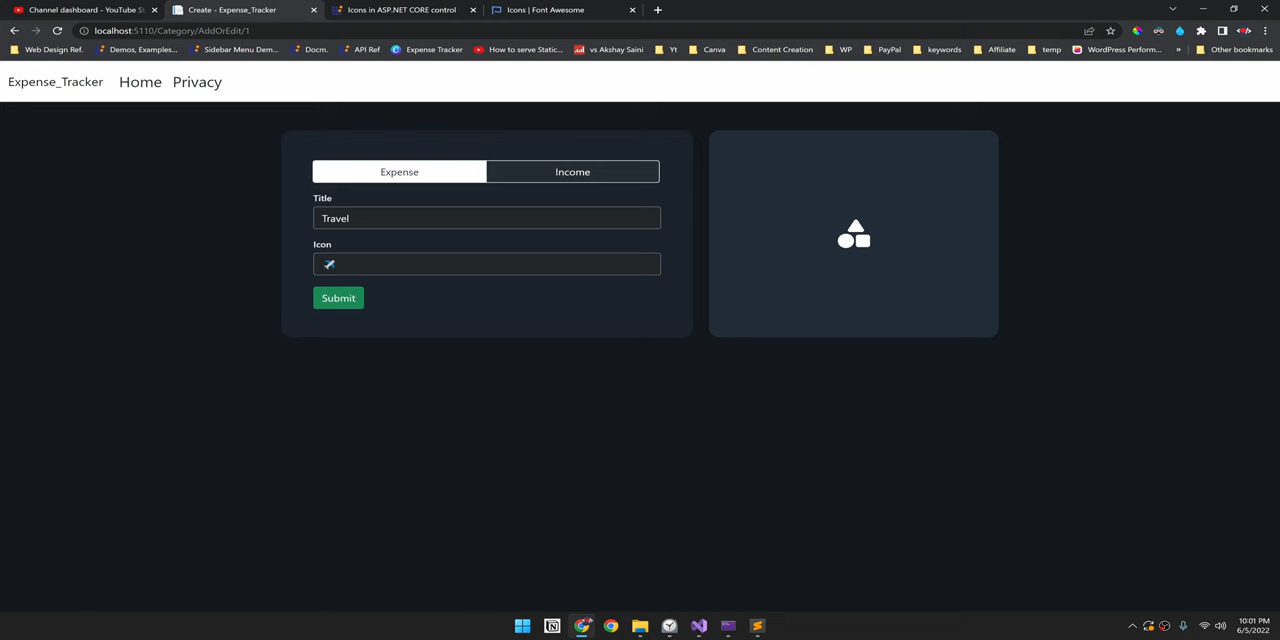 Channel dashboard - YouTube St
Create - Expense_Tracker
Icons in ASP.NET CORE control
Icons | Font Awesome
localhost:5110/Category/AddOrEdit/1
Web Design Ref.
Demos, Examples...
Sidebar Menu Dem...
Docm.
API Ref
Expense Tracker
How to serve Static...
vs Akshay Saini
Yt
Canva
Content Creation
WP
PayPal
keywords
Affiliate
temp
WordPress Perform...
»
Other bookmarks
Expense_Tracker
Home
Privacy
Expense
Income
Title
Travel
Icon
Submit
10:01 PM
6/5/2022